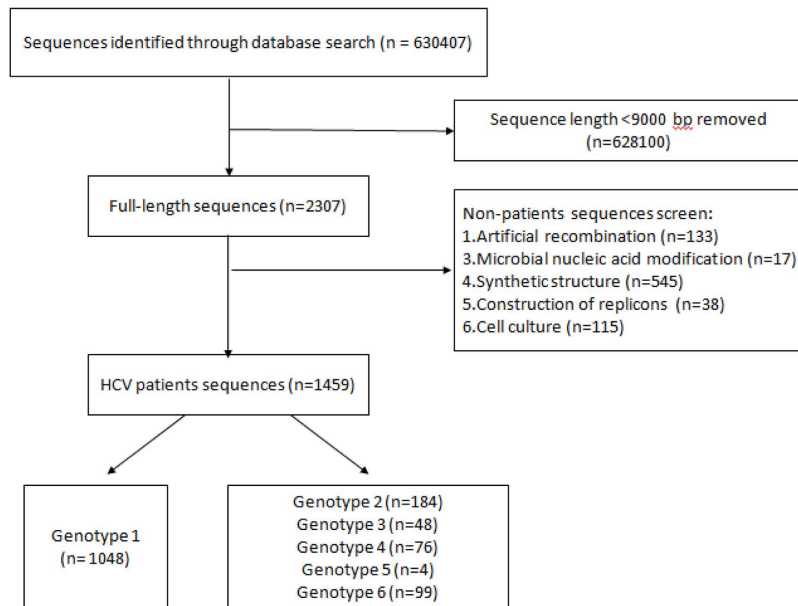 Sequences identified through database search (n = 630407)
Sequence length <9000 bp removed
(n=628100)
Full-length sequences (n=2307)
Non-patients sequences screen:
1.Artificial recombination (n=133)
3.Microbial nucleic acid modification (n=17)
4.Synthetic structure (n=545)
5.Construction of replicons (n=38)
6.Cell culture (n=115)
HCV patients sequences (n=1459)
Genotype 1
(n= 1048)
Genotype 2 (n=184)
Genotype 3 (n=48)
Genotype 4 (n=76)
Genotype 5 (n=4)
Genotype 6 (n=99)